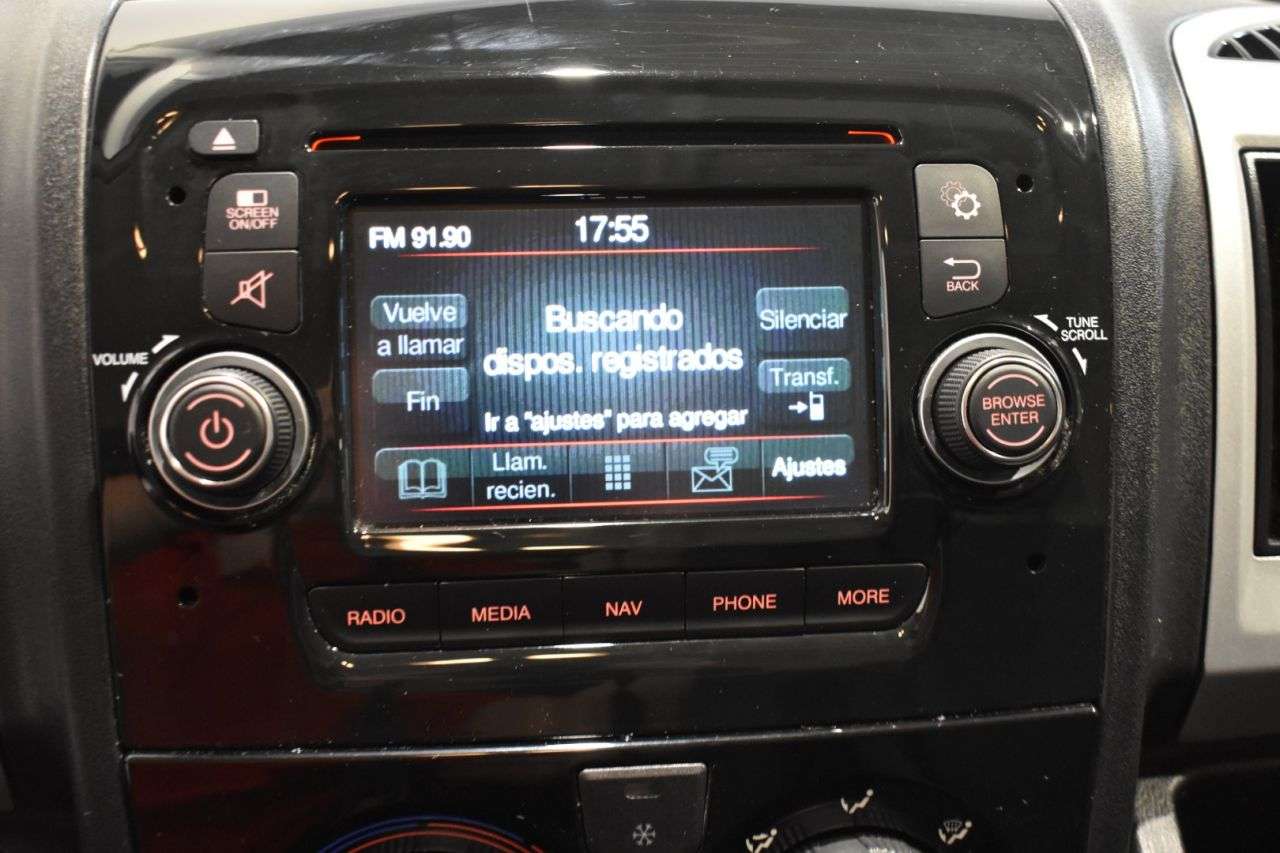 SCREEN
ON/OFF
VOLUME
FM 91.90
17:55
Vuelve
a llamar
Fin
Buscando
dispos. registrados
Ir a "ajustes" para agregar
Silenciar
Transf.
Llam.
recien.
Ajustes
BACK
TUNE
SCROLL
BROWSE
ENTER
RADIO
MEDIA
NAV
PHONE
MORE